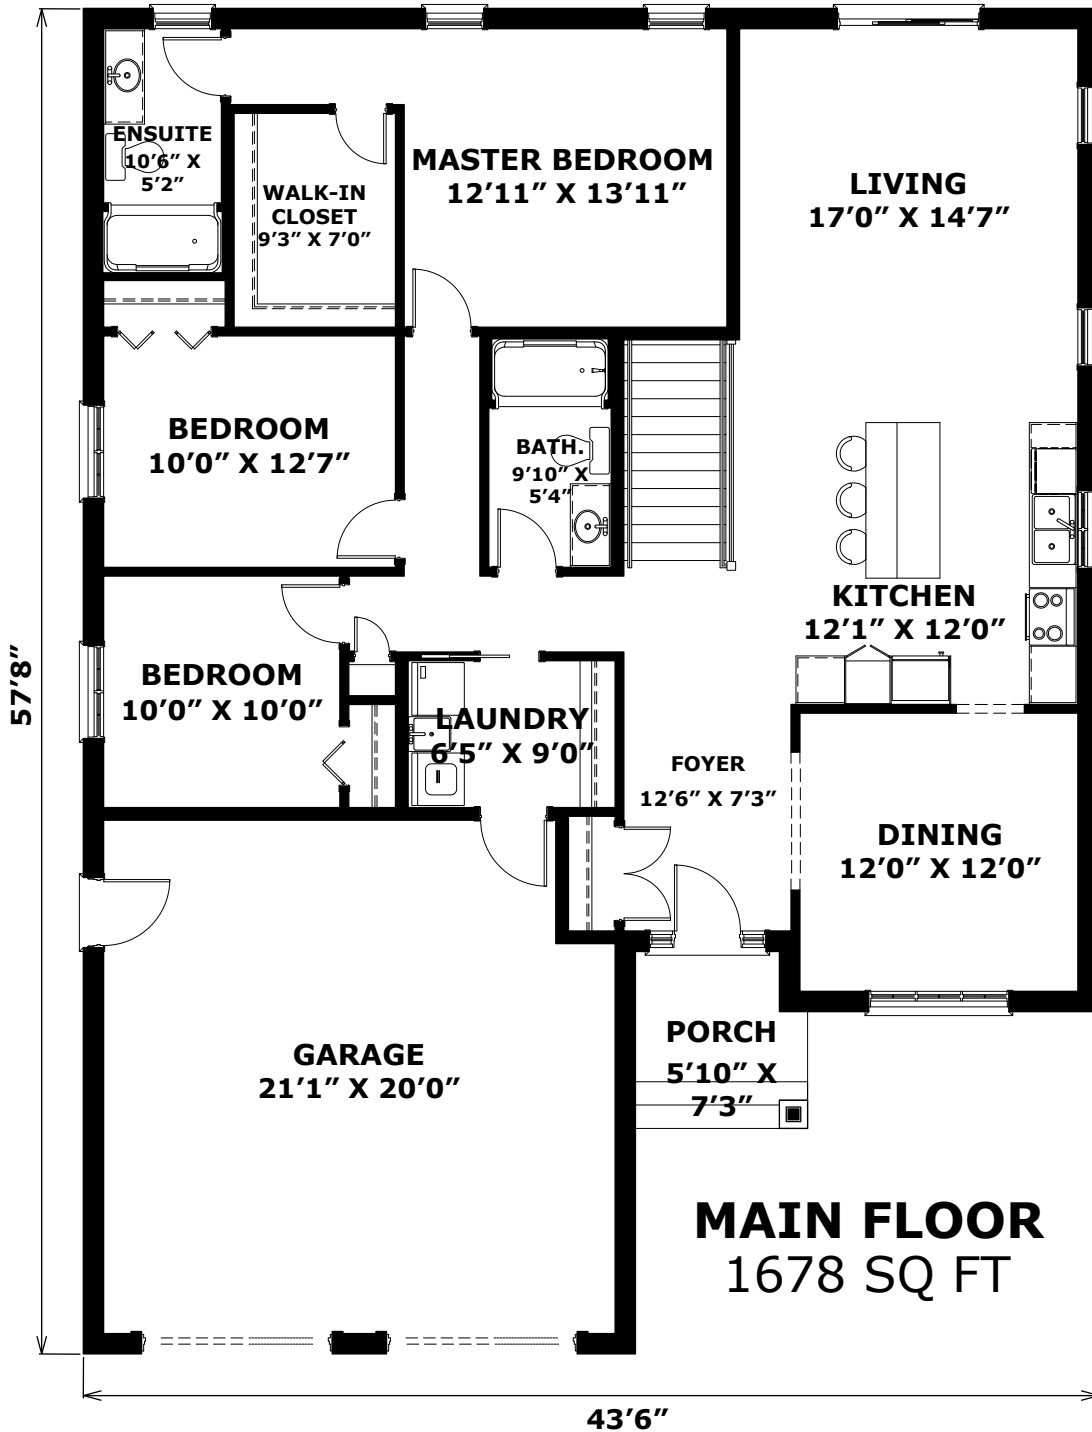 ENSUITE
10’6” X
5’2”
WALK-IN
CLOSET
9’3” X 7’0”
MASTER BEDROOM
12’11” X 13’11”
LIVING
17’0” X 14’7”
BEDROOM
10’0” X 12’7”
BATH.
9’10” X
5’4”
KITCHEN
12’1” X 12’0”
BEDROOM
10’0” X 10’0”
LAUNDRY
6’5” X 9’0”
FOYER
12’6” X 7’3”
DINING
12’0” X 12’0”
57’8”
GARAGE
21’1” X 20’0”
PORCH
5’10” X
7’3”
MAIN FLOOR
1678 SQ FT
43’6”